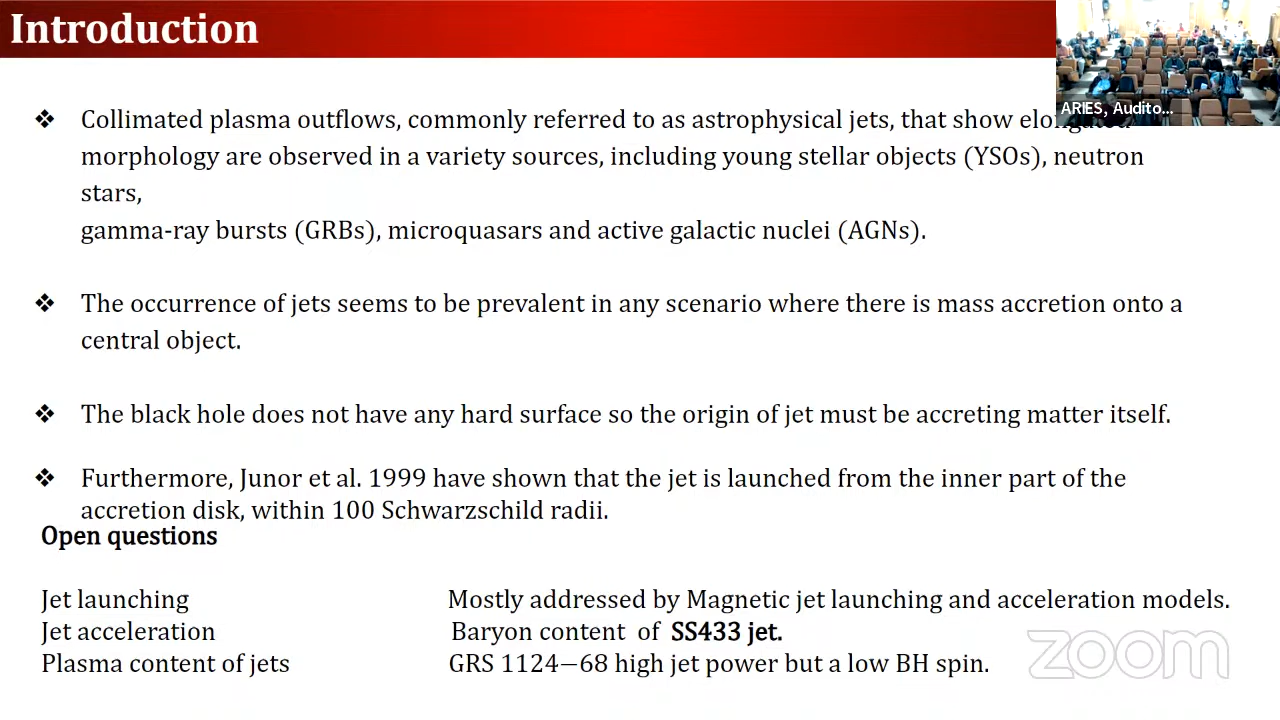 Introduction
ARIES, Audito...
❖ Collimated plasma outflows, commonly referred to as astrophysical jets, that show elongated
morphology are observed in a variety sources, including young stellar objects (YSOs), neutron
stars,
gamma-ray bursts (GRBs), microquasars and active galactic nuclei (AGNs).
❖ The occurrence of jets seems to be prevalent in any scenario where there is mass accretion onto a
central object.
❖ The black hole does not have any hard surface so the origin of jet must be accreting matter itself.
❖ Furthermore, Junor et al. 1999 have shown that the jet is launched from the inner part of the
accretion disk, within 100 Schwarzschild radii.
Open questions
Jet launching Mostly addressed by Magnetic jet launching and acceleration models.
Jet acceleration Baryon content of SS433 jet.
Plasma content of jets GRS 1124−68 high jet power but a low BH spin.
zoom